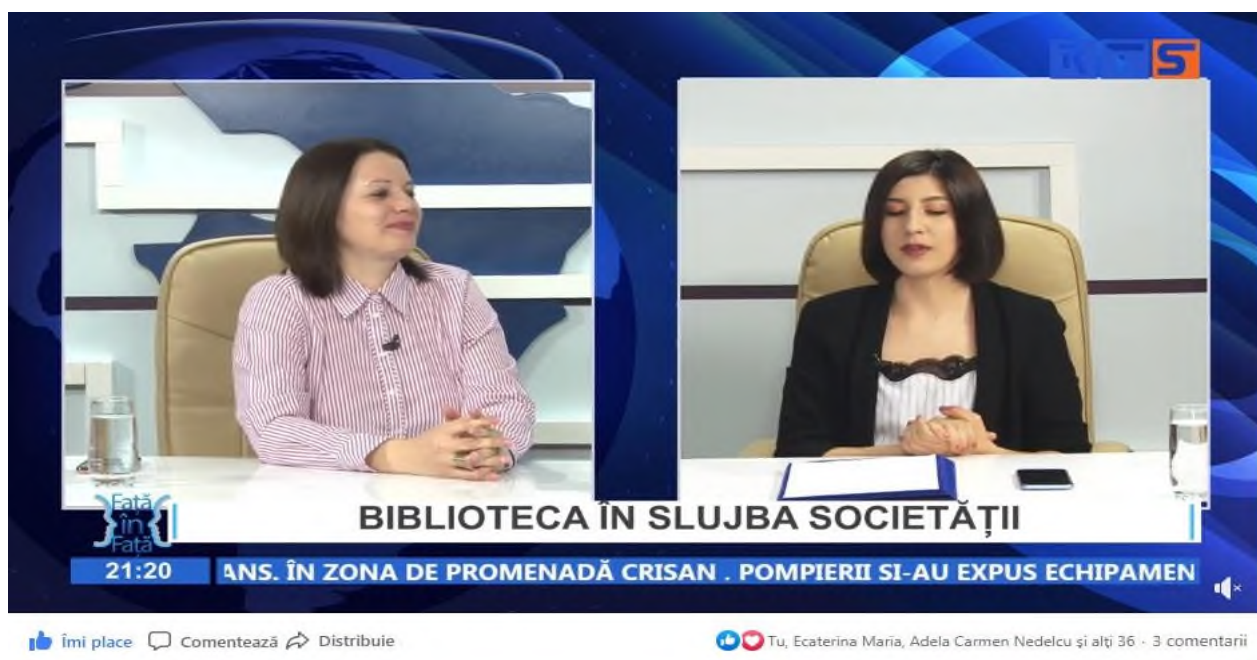 RTS
Față
în
Față
BIBLIOTECA ÎN SLUJBA SOCIETĂȚII
21:20 ANS. ÎN ZONA DE PROMENADĂ CRISAN . POMPIERII SI-AU EXPUS ECHIPAMEN
Îmi place Comentează Distribuie Tu, Ecaterina Maria, Adela Carmen Nedelcu și alți 36 · 3 comentarii